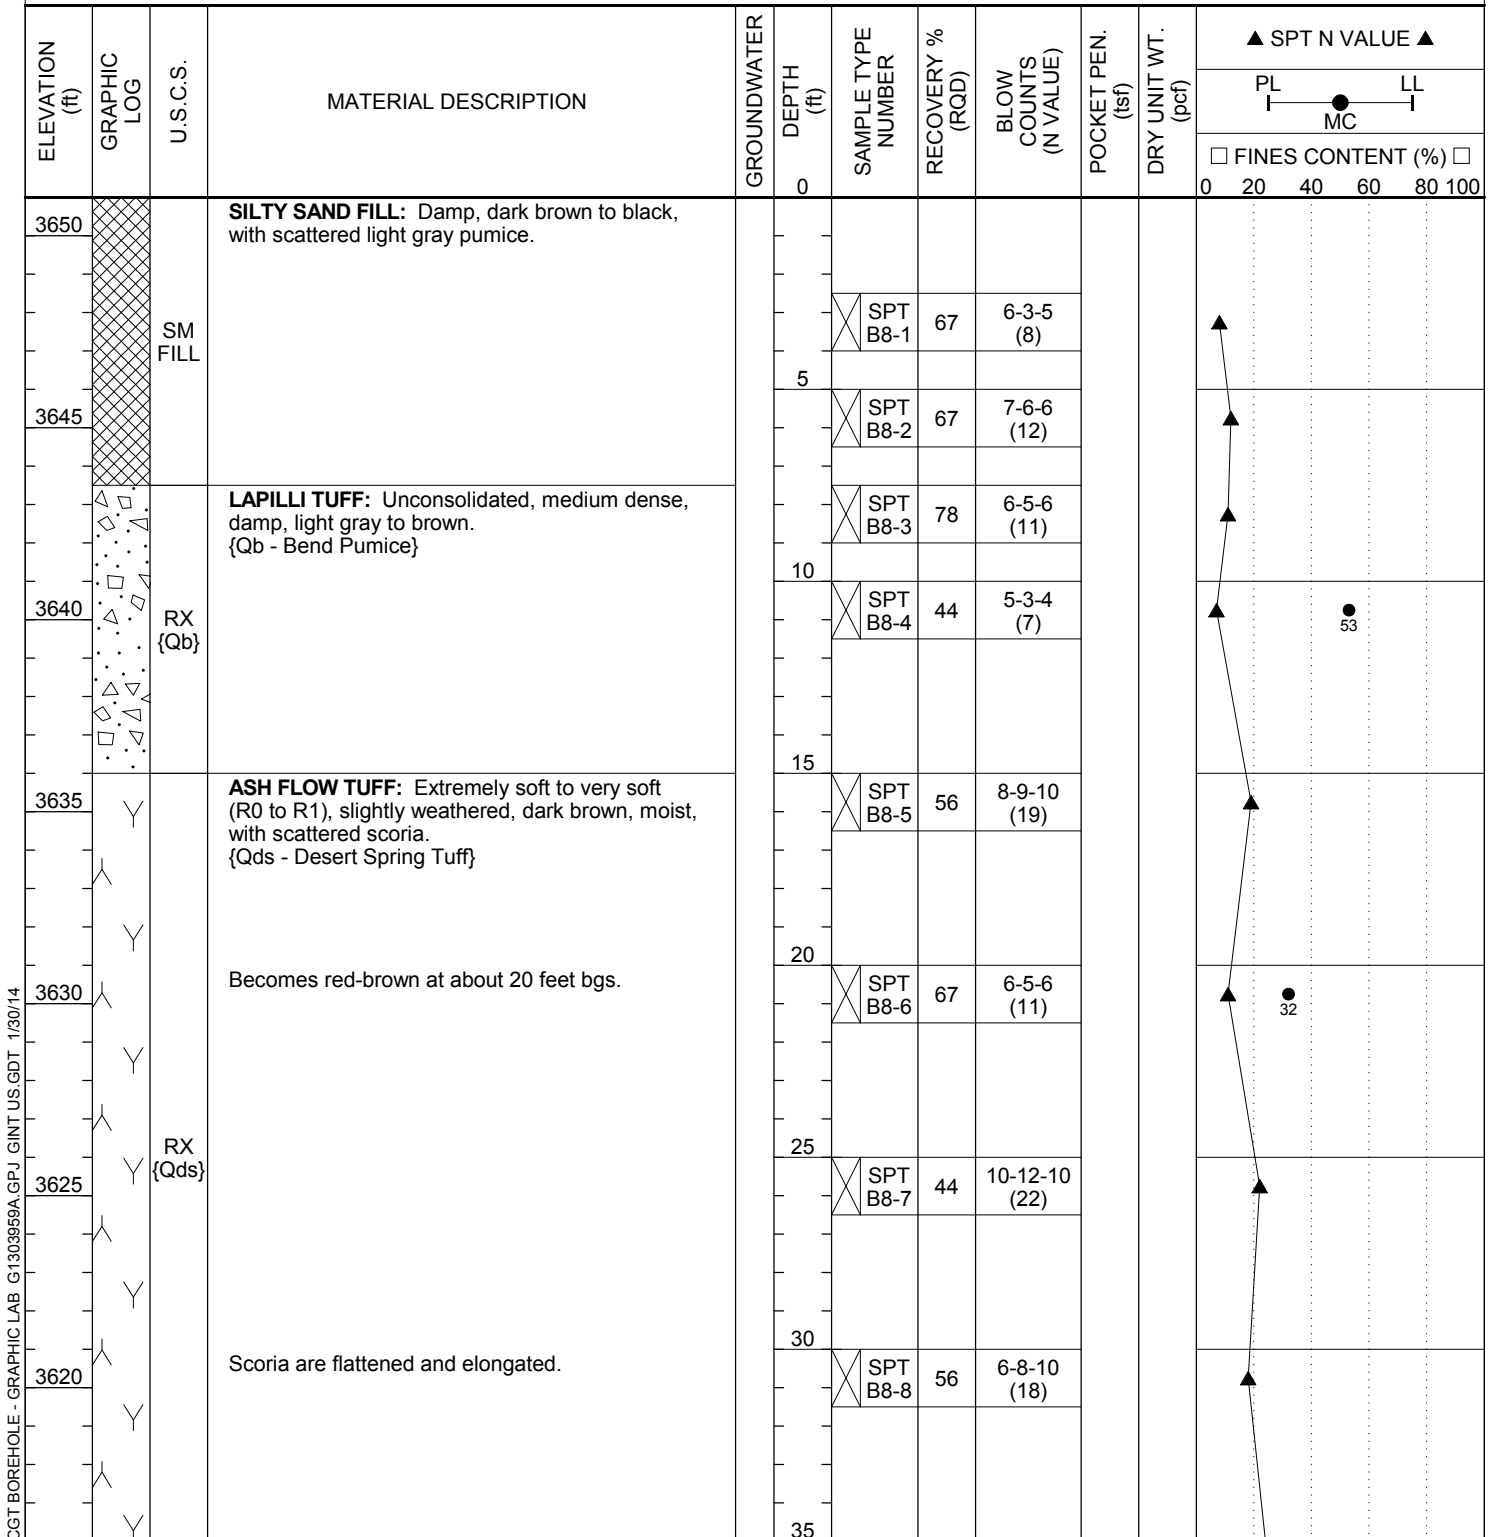 ELEVATION
(ft)
GRAPHIC
LOG
U.S.C.S.
MATERIAL DESCRIPTION
GROUNDWATER
DEPTH
(ft)
0
SAMPLE TYPE
NUMBER
RECOVERY %
(RQD)
BLOW
COUNTS
(N VALUE)
POCKET PEN.
(tsf)
DRY UNIT WT.
(pcf)
▲ SPT N VALUE ▲
PL LL
MC
□ FINES CONTENT (%) □
0 20 40 60 80 100
3650
SILTY SAND FILL: Damp, dark brown to black,
with scattered light gray pumice.
SM
FILL
SPT
B8-1
67
6-3-5
(8)
5
3645
SPT
B8-2
67
7-6-6
(12)
LAPILLI TUFF: Unconsolidated, medium dense,
damp, light gray to brown.
{Qb - Bend Pumice}
SPT
B8-3
78
6-5-6
(11)
10
3640
RX
{Qb}
SPT
B8-4
44
5-3-4
(7)
53
15
3635
ASH FLOW TUFF: Extremely soft to very soft
(R0 to R1), slightly weathered, dark brown, moist,
with scattered scoria.
{Qds - Desert Spring Tuff}
SPT
B8-5
56
8-9-10
(19)
20
3630
Becomes red-brown at about 20 feet bgs.
SPT
B8-6
67
6-5-6
(11)
32
RX
{Qds}
25
3625
SPT
B8-7
44
10-12-10
(22)
30
3620
Scoria are flattened and elongated.
SPT
B8-8
56
6-8-10
(18)
35
CGT BOREHOLE - GRAPHIC LAB G1303959A.GPJ GINT US.GDT 1/30/14